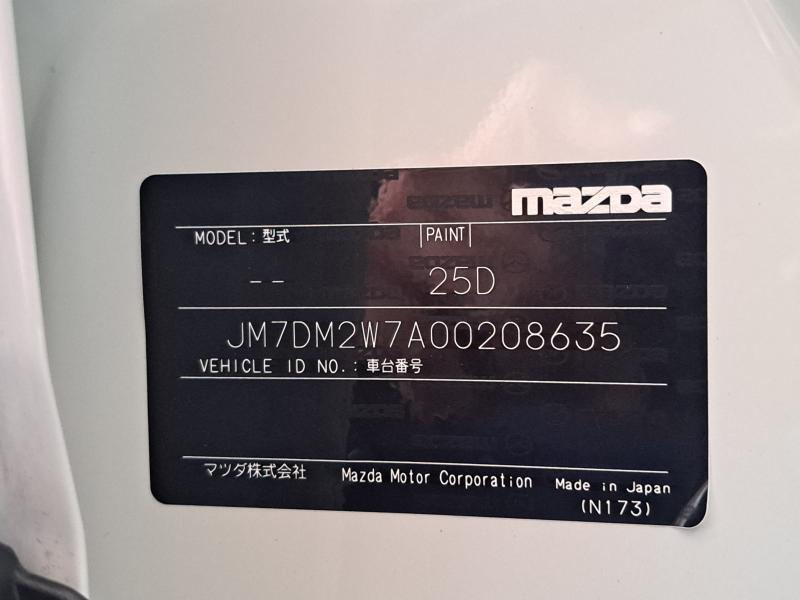 mazDa
MODEL: 型式 |PAINT|
-- 25D
JM7DM2W7A00208635
VEHICLE ID NO.: 車台番号
マツダ株式会社 Mazda Motor Corporation Made in Japan
(N173)